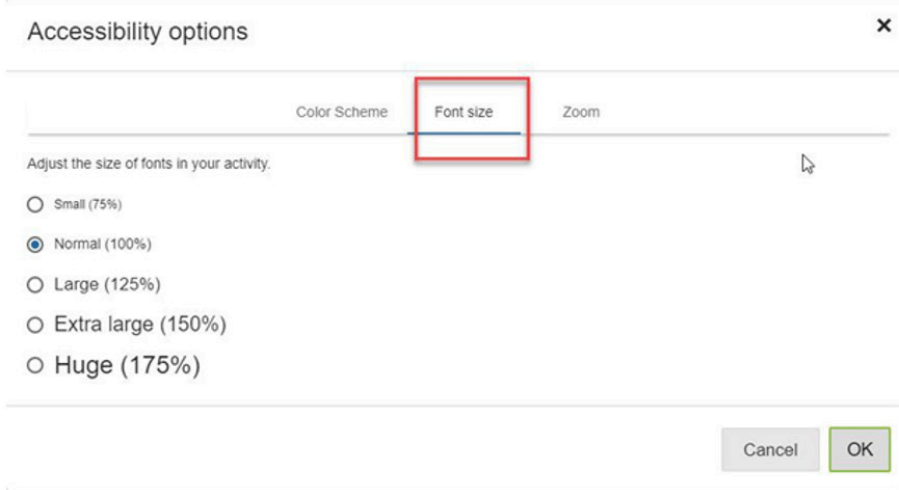 Accessibility options
Color Scheme Font size Zoom
Adjust the size of fonts in your activity.
Small (75%)
Normal (100%)
Large (125%)
Extra large (150%)
Huge (175%)
Cancel OK